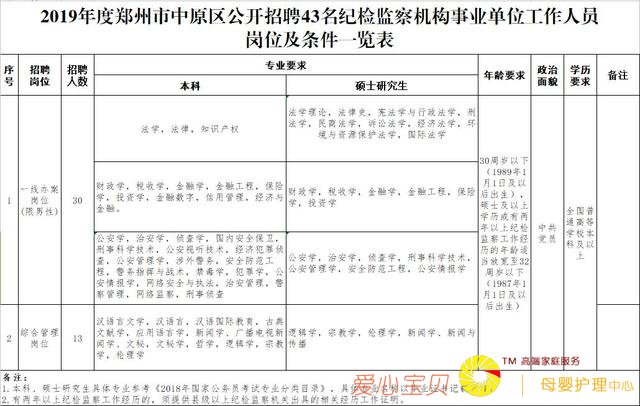 2019年度郑州市中原区公开招聘43名纪检监察机构事业单位工作人员
岗位及条件一览表
序号 招聘岗位 招聘人数 专业要求 年龄要求 政治面貌 学历要求 备注
本科 硕士研究生
1
一线办案
岗位
(限男性)
30
法学，法律，知识产权
法学理论，法律史，宪法学与行政法学，刑
法学，民商法学，诉讼法学，经济法学，环
境与资源保护法学，国际法学
财政学，税收学，金融学，金融工程，保险
学，投资学，金融数学，信用管理，经济与
金融。
财政学，税收学，金融学，金融工程，保险
学，投资学
公安学，治安学，侦查学，国内安全保卫，
刑事科学技术，公安视听技术，经济犯罪侦
查，公安管理学，涉外警务，安全防范工
程，警务指挥与战术，禁毒学，犯罪学，公
安情报学，网络安全与执法，治安管理，警
察管理，网络监察，刑事侦查
公安学，治安学，侦查学，刑事科学技术，
公安管理学，安全防范工程，公安情报学
30周岁以下
（1989年1
月1日及以
后出生），
硕士及以上
学历或有两
年以上纪检
监察工作经
历的年龄适
当放宽至32
周岁以下
（1987年1
月1日及以
后出生）
中共
党员
全国普
通高等
学校本
科及以
上
2
综合管理
岗位
13
汉语言文学，汉语言，汉语国际教育，古典
文献学，应用语言学，新闻学、广播电视新
闻学、文秘，文秘学，哲学，逻辑学，宗教
学，伦理学
逻辑学，宗教学，伦理学，新闻学、新闻与
传播
备注：
1.本科、硕士研究生具体专业参考《2018年国家公务员考试专业分类目录》，具体
2.有两年以上纪检监察工作经历的，须提供县级以上纪检监察机关出具的相关经历工作证明。
爱心宝贝
TM 高端家庭服务
母婴护理中心